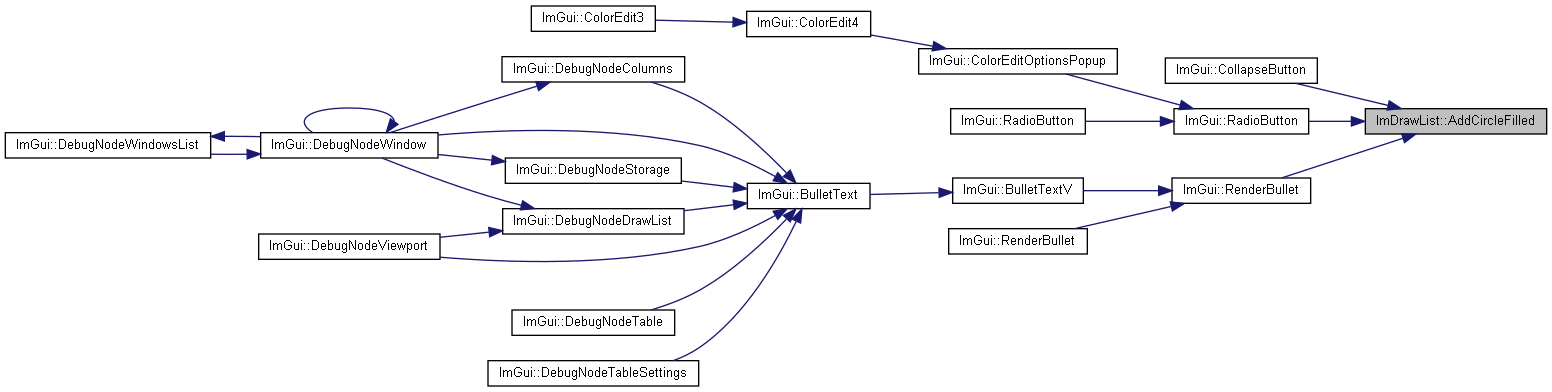 ImGui::ColorEdit3
ImGui::ColorEdit4
ImGui::ColorEditOptionsPopup
ImGui::DebugNodeColumns
ImGui::CollapseButton
ImGui::RadioButton
ImGui::RadioButton
ImDrawList::AddCircleFilled
ImGui::DebugNodeWindowsList
ImGui::DebugNodeWindow
ImGui::DebugNodeStorage
ImGui::BulletText
ImGui::BulletTextV
ImGui::RenderBullet
ImGui::DebugNodeDrawList
ImGui::DebugNodeViewport
ImGui::RenderBullet
ImGui::DebugNodeTable
ImGui::DebugNodeTableSettings